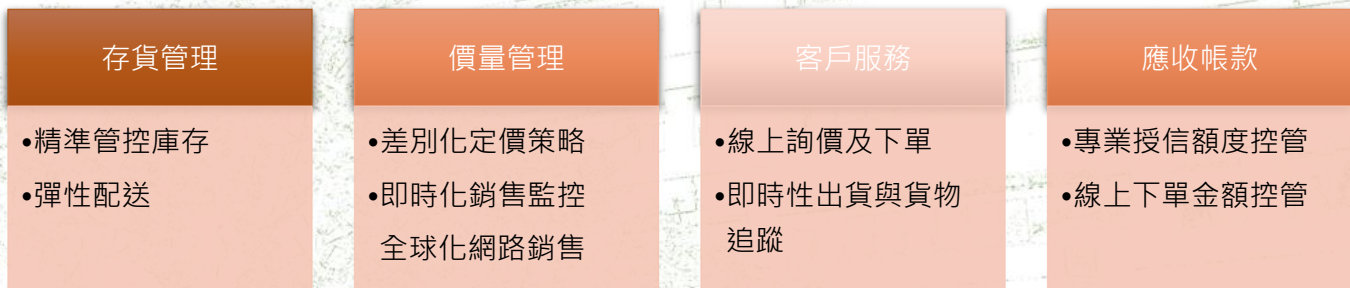 存貨管理
•精準管控庫存
•彈性配送
價量管理
•差別化定價策略
•即時化銷售監控
全球化網路銷售
客戶服務
•線上詢價及下單
•即時性出貨與貨物
追蹤
應收帳款
•專業授信額度控管
•線上下單金額控管